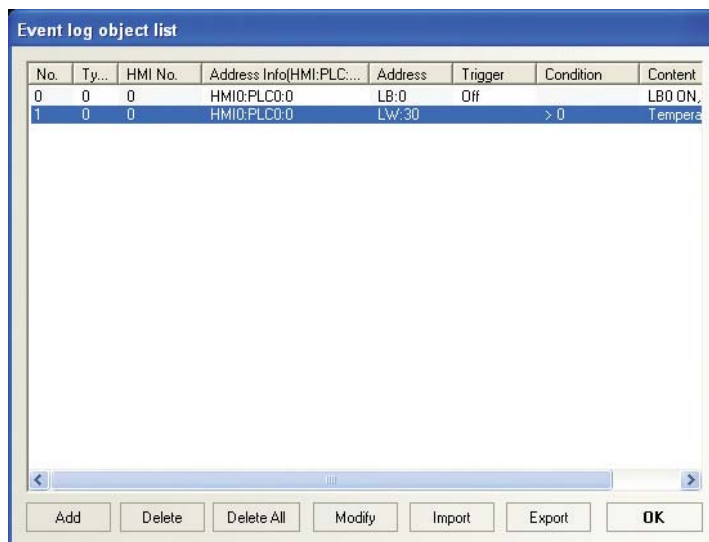 Event log object list
No. Ty... HMI No. Address Info(HMI:PLC:... Address Trigger Condition Content
0 0 0 HMI0:PLC0:0 LB:0 Off LB0 ON,
1 0 0 HMI0:PLC0:0 LW:30 > 0 Tempera
Add Delete Delete All Modify Import Export OK